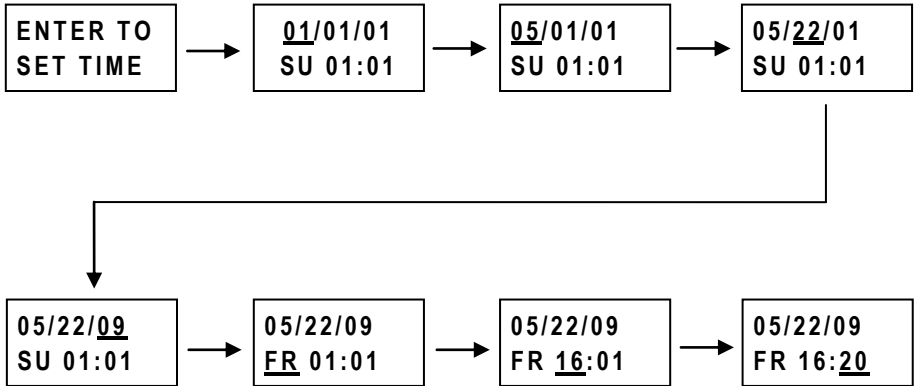 ENTER TO
SET TIME
01/01/01
SU 01:01
05/01/01
SU 01:01
05/22/01
SU 01:01
05/22/09
SU 01:01
05/22/09
FR 01:01
05/22/09
FR 16:01
05/22/09
FR 16:20